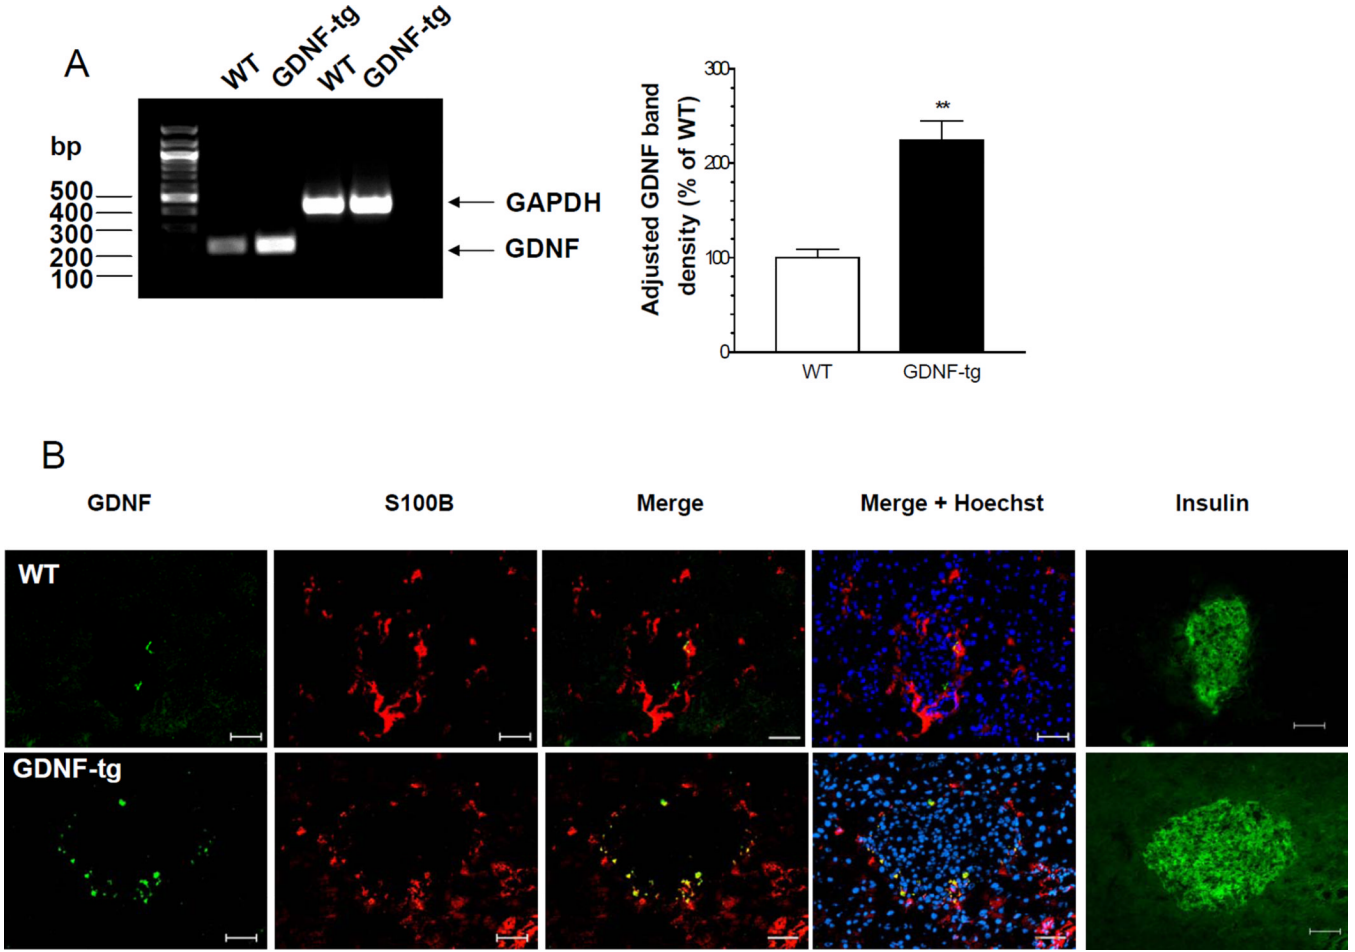 A
WT
GDNF-tg
WT
GDNF-tg
bp
500
400
300
200
100
GAPDH
GDNF
Adjusted GDNF band
density (% of WT)
300
200
100
0
**
WT
GDNF-tg
B
GDNF
S100B
Merge
Merge + Hoechst
Insulin
WT
GDNF-tg